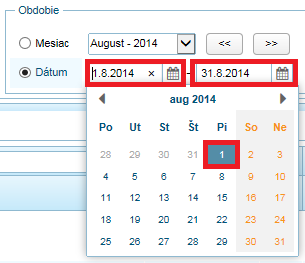 Obdobie
Mesiac August - 2014 << >>
Dátum 1.8.2014 × - 31.8.2014
aug 2014
Po Ut St Št Pi So Ne
28 29 30 31 1 2 3
4 5 6 7 8 9 10
11 12 13 14 15 16 17
18 19 20 21 22 23 24
25 26 27 28 29 30 31